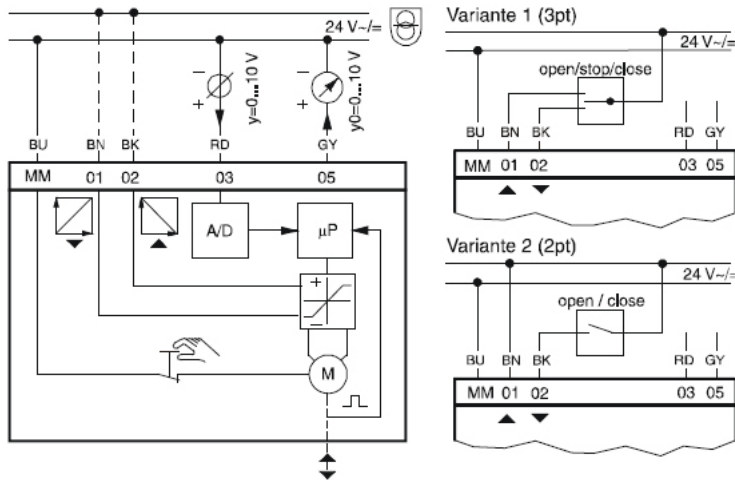 24 V~/=
y=0...10 V
y0=0...10 V
BU BN BK RD GY
MM 01 02 03 05
A/D
µP
+
−
M
Variante 1 (3pt)
24 V~/=
open/stop/close
BU BN BK RD GY
MM 01 02 03 05
Variante 2 (2pt)
24 V~/=
open / close
BU BN BK RD GY
MM 01 02 03 05